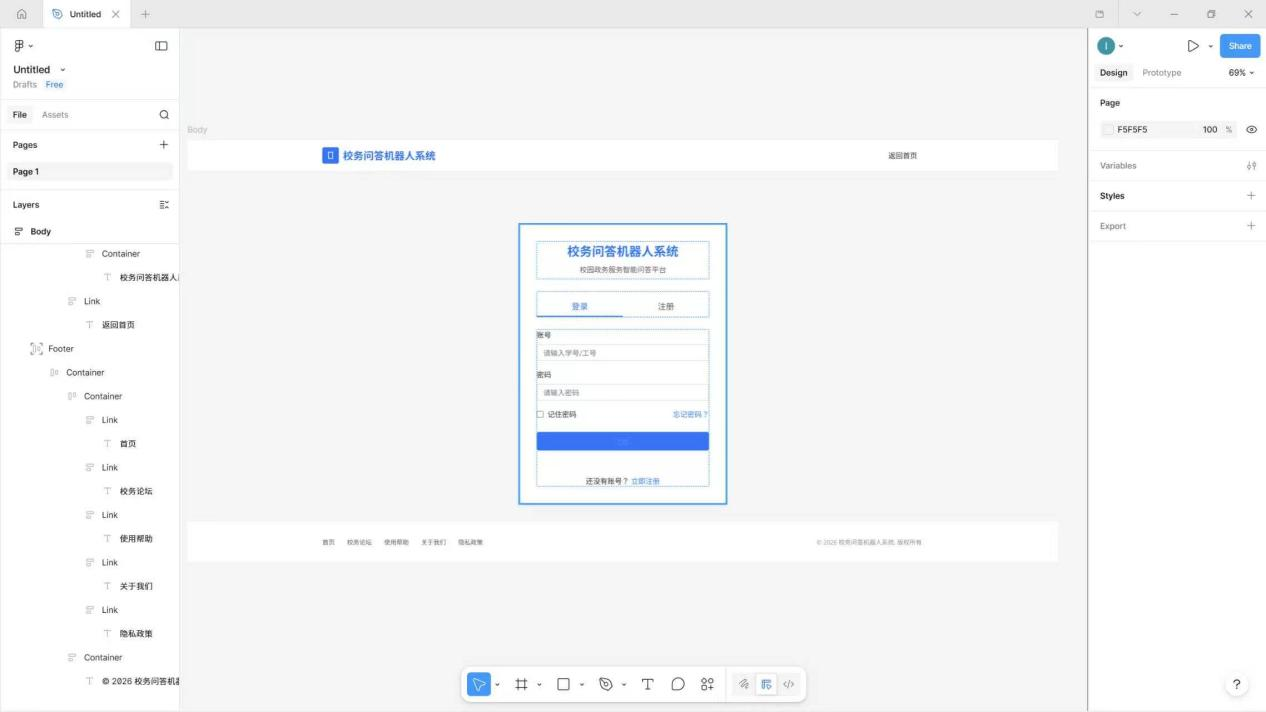 Untitled
Share
Untitled
Drafts Free
Design Prototype 69%
File Assets
Page
Pages
F5F5F5 100 %
Page 1
Variables
Layers
Styles
Body
Export
Container
校务问答机器人
Link
返回首页
Footer
Container
Container
Link
首页
Link
校务论坛
Link
使用帮助
Link
关于我们
Link
隐私政策
Container
© 2026 校务问答机器
Body
校务问答机器人系统 返回首页
校务问答机器人系统
校园政务服务智能问答平台
登录 注册
账号
请输入学号/工号
密码
请输入密码
记住密码 忘记密码？
还没有账号？ 立即注册
首页 校务论坛 使用帮助 关于我们 隐私政策 © 2026 校务问答机器人系统. 版权所有